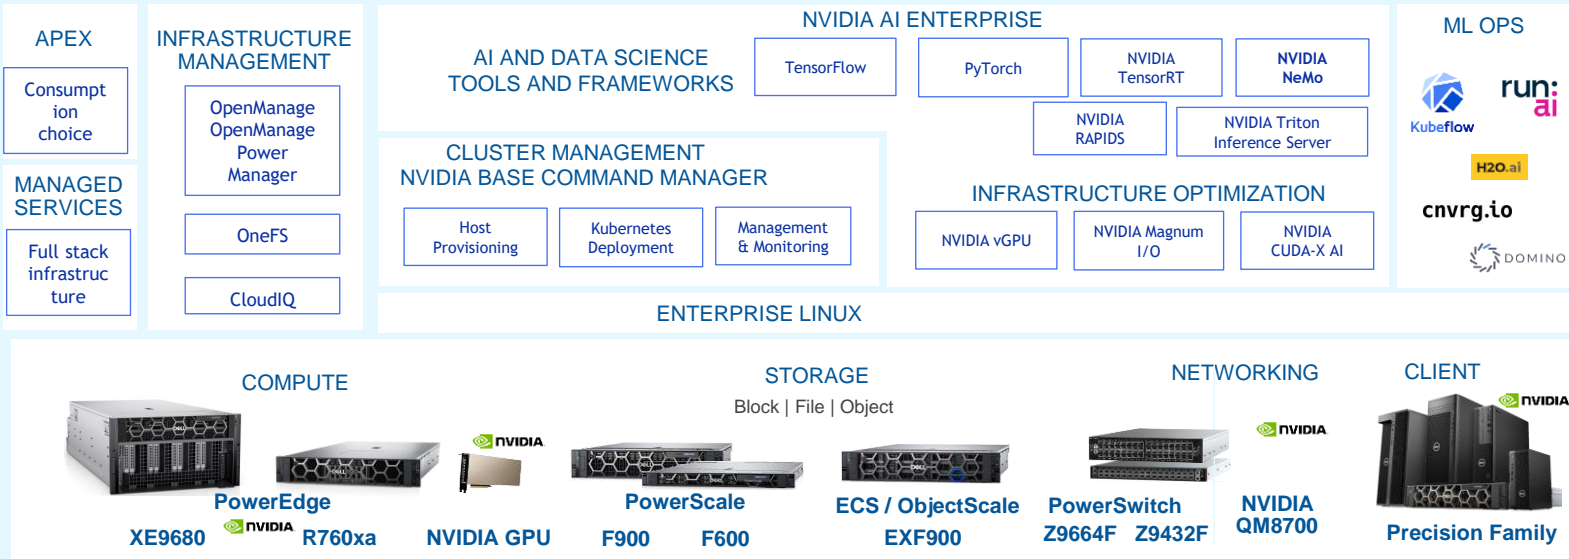 APEX
Consumpt
ion
choice
MANAGED
SERVICES
Full stack
infrastruc
ture
INFRASTRUCTURE
MANAGEMENT
OpenManage
OpenManage
Power
Manager
OneFS
CloudIQ
NVIDIA AI ENTERPRISE
AI AND DATA SCIENCE
TOOLS AND FRAMEWORKS
TensorFlow
PyTorch
NVIDIA
TensorRT
NVIDIA
NeMo
NVIDIA
RAPIDS
NVIDIA Triton
Inference Server
CLUSTER MANAGEMENT
NVIDIA BASE COMMAND MANAGER
Host
Provisioning
Kubernetes
Deployment
Management
& Monitoring
INFRASTRUCTURE OPTIMIZATION
NVIDIA vGPU
NVIDIA Magnum
I/O
NVIDIA
CUDA-X AI
ML OPS
Kubeflow
run:
ai
H2O.ai
cnvrg.io
DOMINO
ENTERPRISE LINUX
COMPUTE
PowerEdge
XE9680
NVIDIA
R760xa
NVIDIA
NVIDIA GPU
STORAGE
Block | File | Object
PowerScale
F900
F600
ECS / ObjectScale
EXF900
NETWORKING
PowerSwitch
Z9664F
Z9432F
NVIDIA
NVIDIA
QM8700
CLIENT
NVIDIA
Precision Family